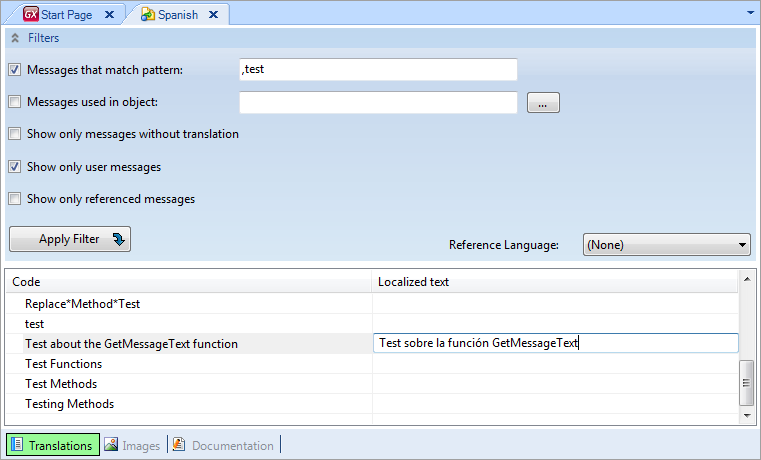 GX Start Page Spanish
Filters
Messages that match pattern: ,test
Messages used in object: ...
Show only messages without translation
Show only user messages
Show only referenced messages
Apply Filter Reference Language: (None)
Code Localized text
Replace*Method*Test
test
Test about the GetMessageText function Test sobre la función GetMessageText
Test Functions
Test Methods
Testing Methods
Translations Images Documentation